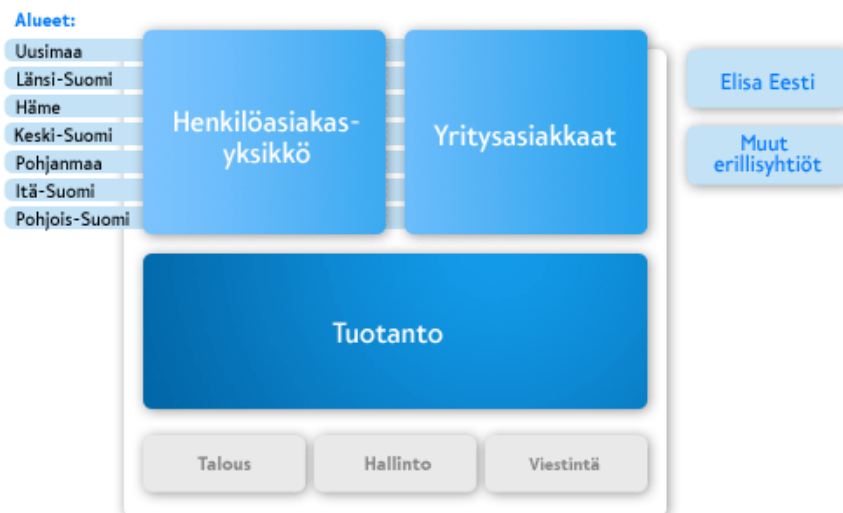 Alueet:
Uusimaa
Länsi-Suomi
Häme
Keski-Suomi
Pohjanmaa
Itä-Suomi
Pohjois-Suomi
Henkilöasiakas-
yksikkö
Yritysasiakkaat
Elisa Eesti
Muut
erillisyhtiöt
Tuotanto
Talous
Hallinto
Viestintä